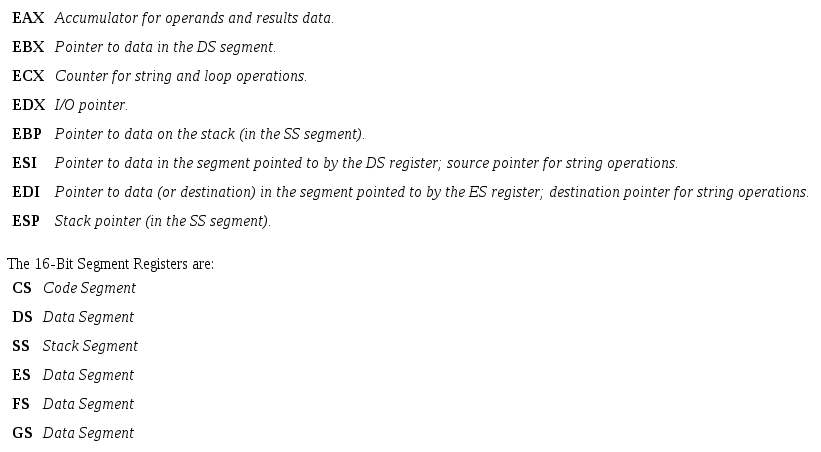 EAX Accumulator for operands and results data.
EBX Pointer to data in the DS segment.
ECX Counter for string and loop operations.
EDX I/O pointer.
EBP Pointer to data on the stack (in the SS segment).
ESI Pointer to data in the segment pointed to by the DS register; source pointer for string operations.
EDI Pointer to data (or destination) in the segment pointed to by the ES register; destination pointer for string operations.
ESP Stack pointer (in the SS segment).
The 16-Bit Segment Registers are:
CS Code Segment
DS Data Segment
SS Stack Segment
ES Data Segment
FS Data Segment
GS Data Segment